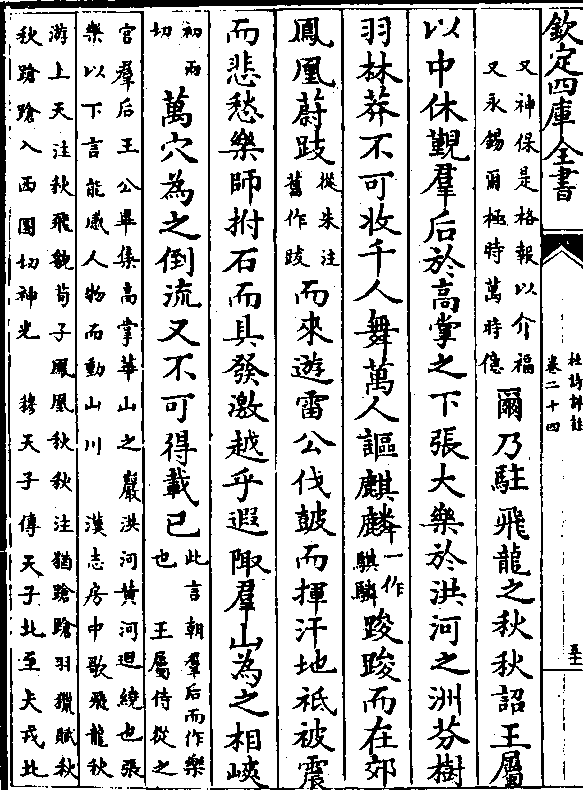 欽定四庫全書
杜詩詳註
卷二十四
又神保是格報以介福
又永錫爾極時萬時億
爾乃駐飛龍之秋秋詔王屬
以中休覲羣后於高掌之下張大樂於洪河之洲芬樹
羽林莽不可收千人舞萬人謳麒麟
一作
騏驎
踆踆而在郊
鳳凰蔚跂
從朱注
舊作跋
而來遊雷公伐鼓而揮汗地祇被震
而悲愁樂師拊石而具發激越乎遐陬羣山為之相峽
初兩
切
萬穴為之倒流又不可得載已
此言朝羣后而作樂
也 王屬侍從之
官羣后王公畢集高掌華山之巖洪河黄河迴繞也張
樂以下言能感人物而動山川 漢志房中歌飛龍秋
游上天注秋飛貌荀子鳳凰秋秋注猶蹌蹌羽獵賦秋
秋蹌蹌入西園切神光 穆天子傳天子北至犬戎北